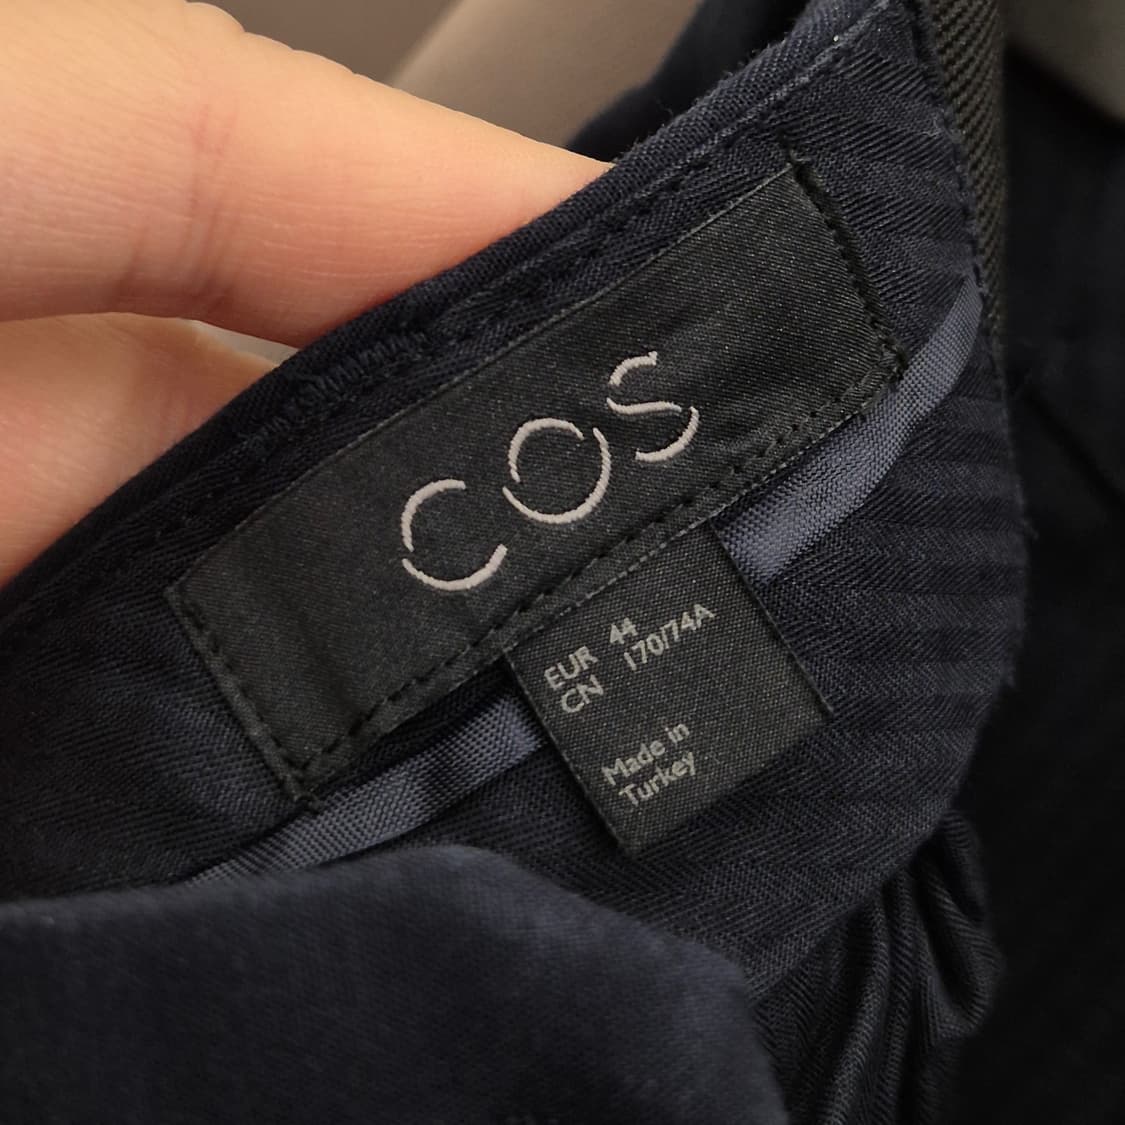 COS
EUR 44
CN 170/74A
Made in
Turkey